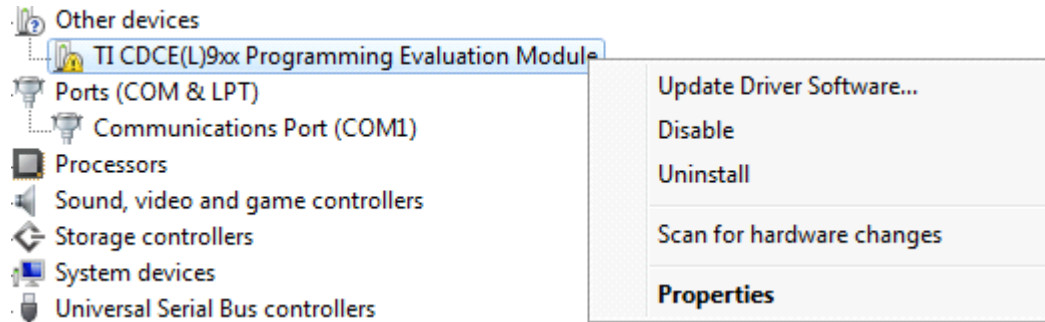 Other devices
TI CDCE(L)9xx Programming Evaluation Module
Ports (COM & LPT)
Communications Port (COM1)
Processors
Sound, video and game controllers
Storage controllers
System devices
Universal Serial Bus controllers
Update Driver Software...
Disable
Uninstall
Scan for hardware changes
Properties